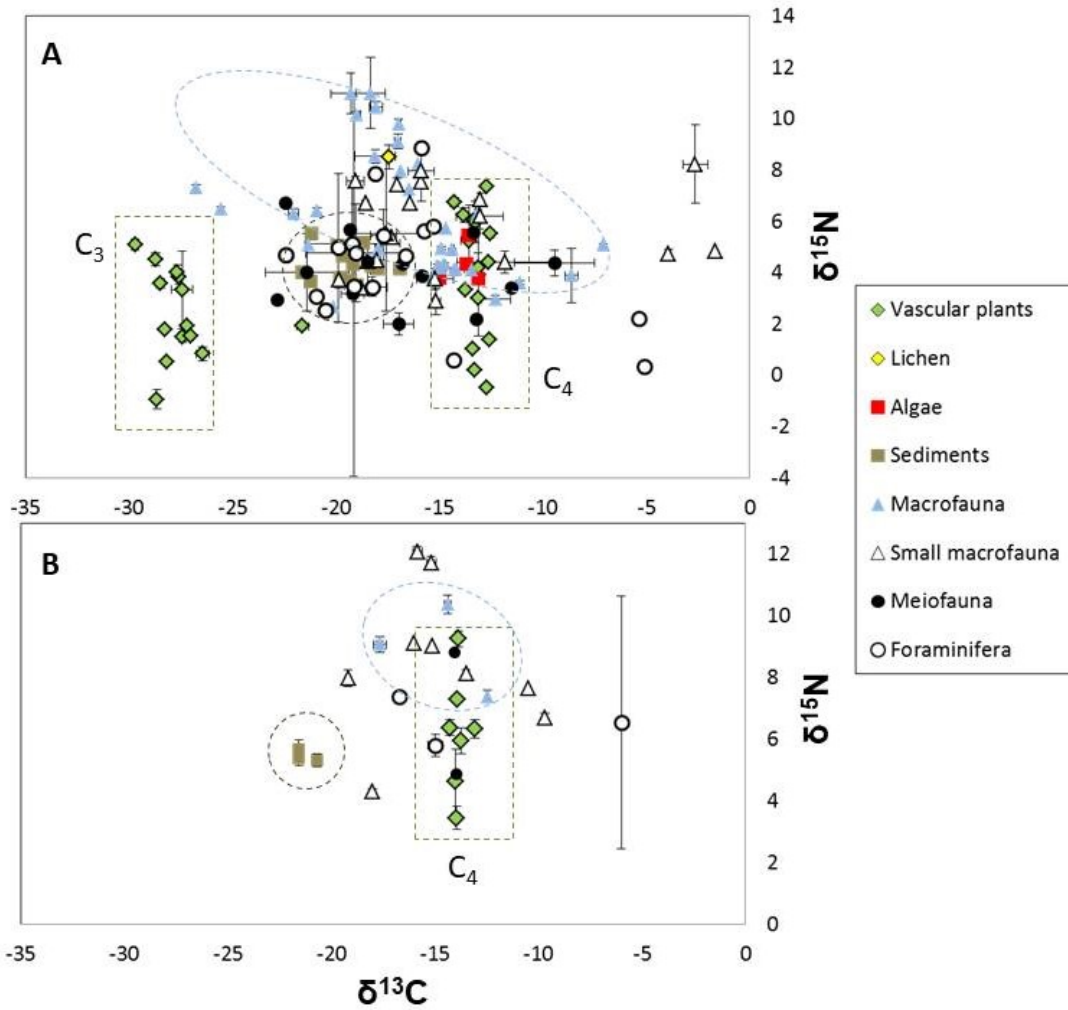 A
14
12
10
8
6
4
2
0
-2
-4
δ15N
C3
C4
-35 -30 -25 -20 -15 -10 -5 0
Vascular plants
Lichen
Algae
Sediments
Macrofauna
Small macrofauna
Meiofauna
Foraminifera
B
12
10
8
6
4
2
0
δ15N
C4
-35 -30 -25 -20 -15 -10 -5 0
δ13C